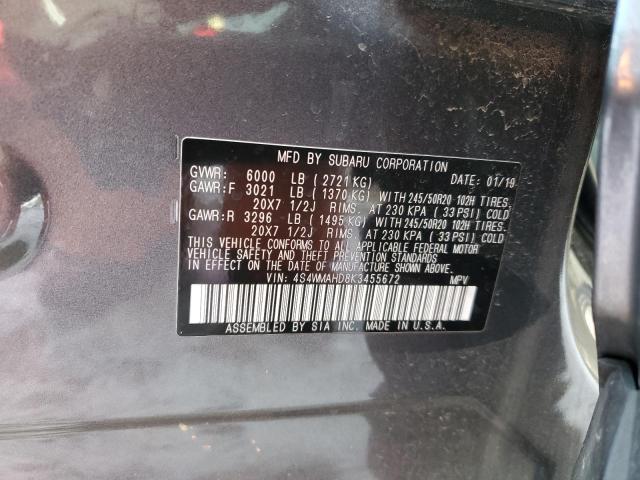 MFD BY SUBARU CORPORATION DATE: 01/19
GVWR: 6000 LB (2721 KG)
GAWR:F 3021 LB (1370 KG) WITH 245/50R20 102H TIRES.
20X7 1/2J RIMS. AT 230 KPA (33 PSI) COLD
GAWR:R 3296 LB (1495 KG) WITH 245/50R20 102H TIRES.
20X7 1/2J RIMS. AT 230 KPA (33 PSI) COLD
THIS VEHICLE CONFORMS TO ALL APPLICABLE FEDERAL MOTOR
VEHICLE SAFETY AND THEFT PREVENTION STANDARDS
IN EFFECT ON THE DATE OF MANUFACTURE SHOWN ABOVE.
VIN: 4S4WMAHD8K3455672 MPV
ASSEMBLED BY SIA INC. MADE IN U.S.A.